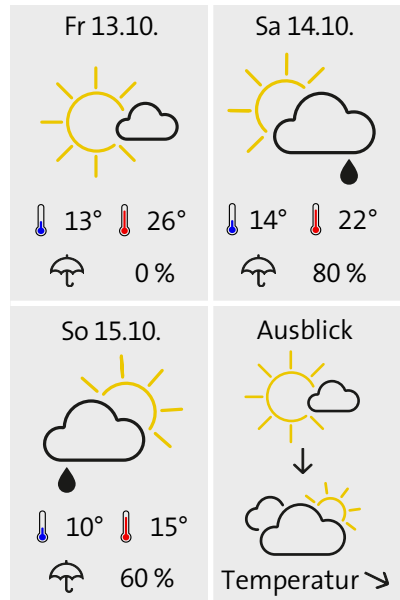 Fr 13.10.
13° 26°
0 %
Sa 14.10.
14° 22°
80 %
So 15.10.
10° 15°
60 %
Ausblick
Temperatur